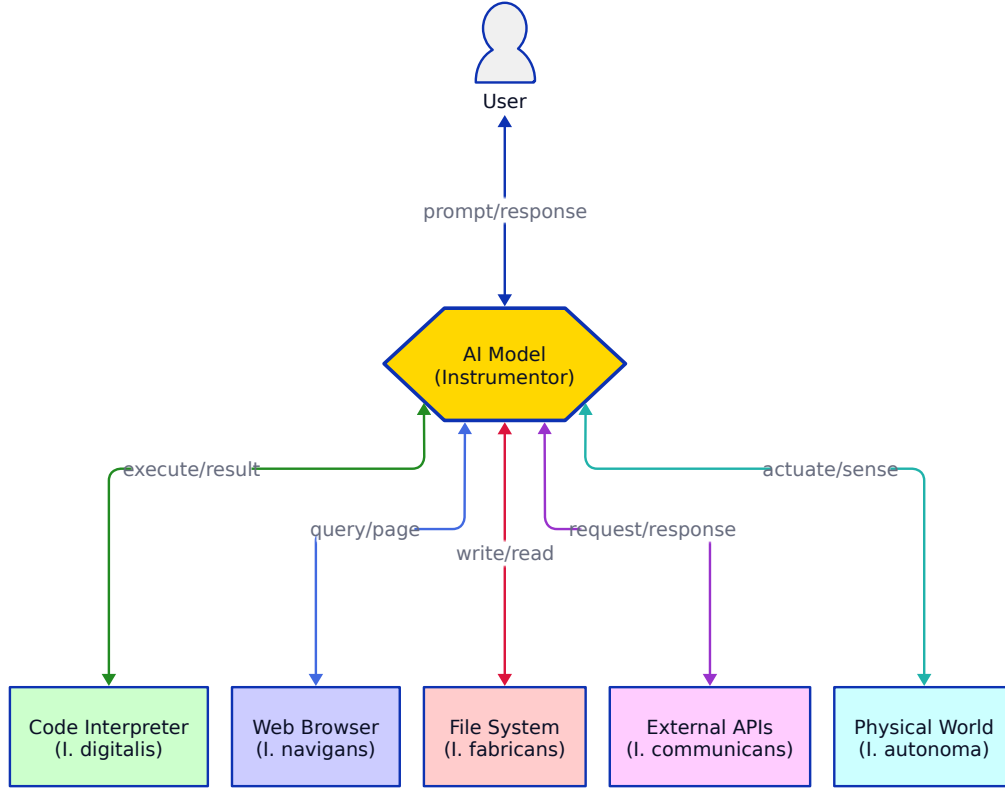 User
prompt/response
AI Model
(Instrumentor)
execute/result
actuate/sense
query/page
request/response
write/read
Code Interpreter
(I. digitalis)
Web Browser
(I. navigans)
File System
(I. fabricans)
External APIs
(I. communicans)
Physical World
(I. autonoma)